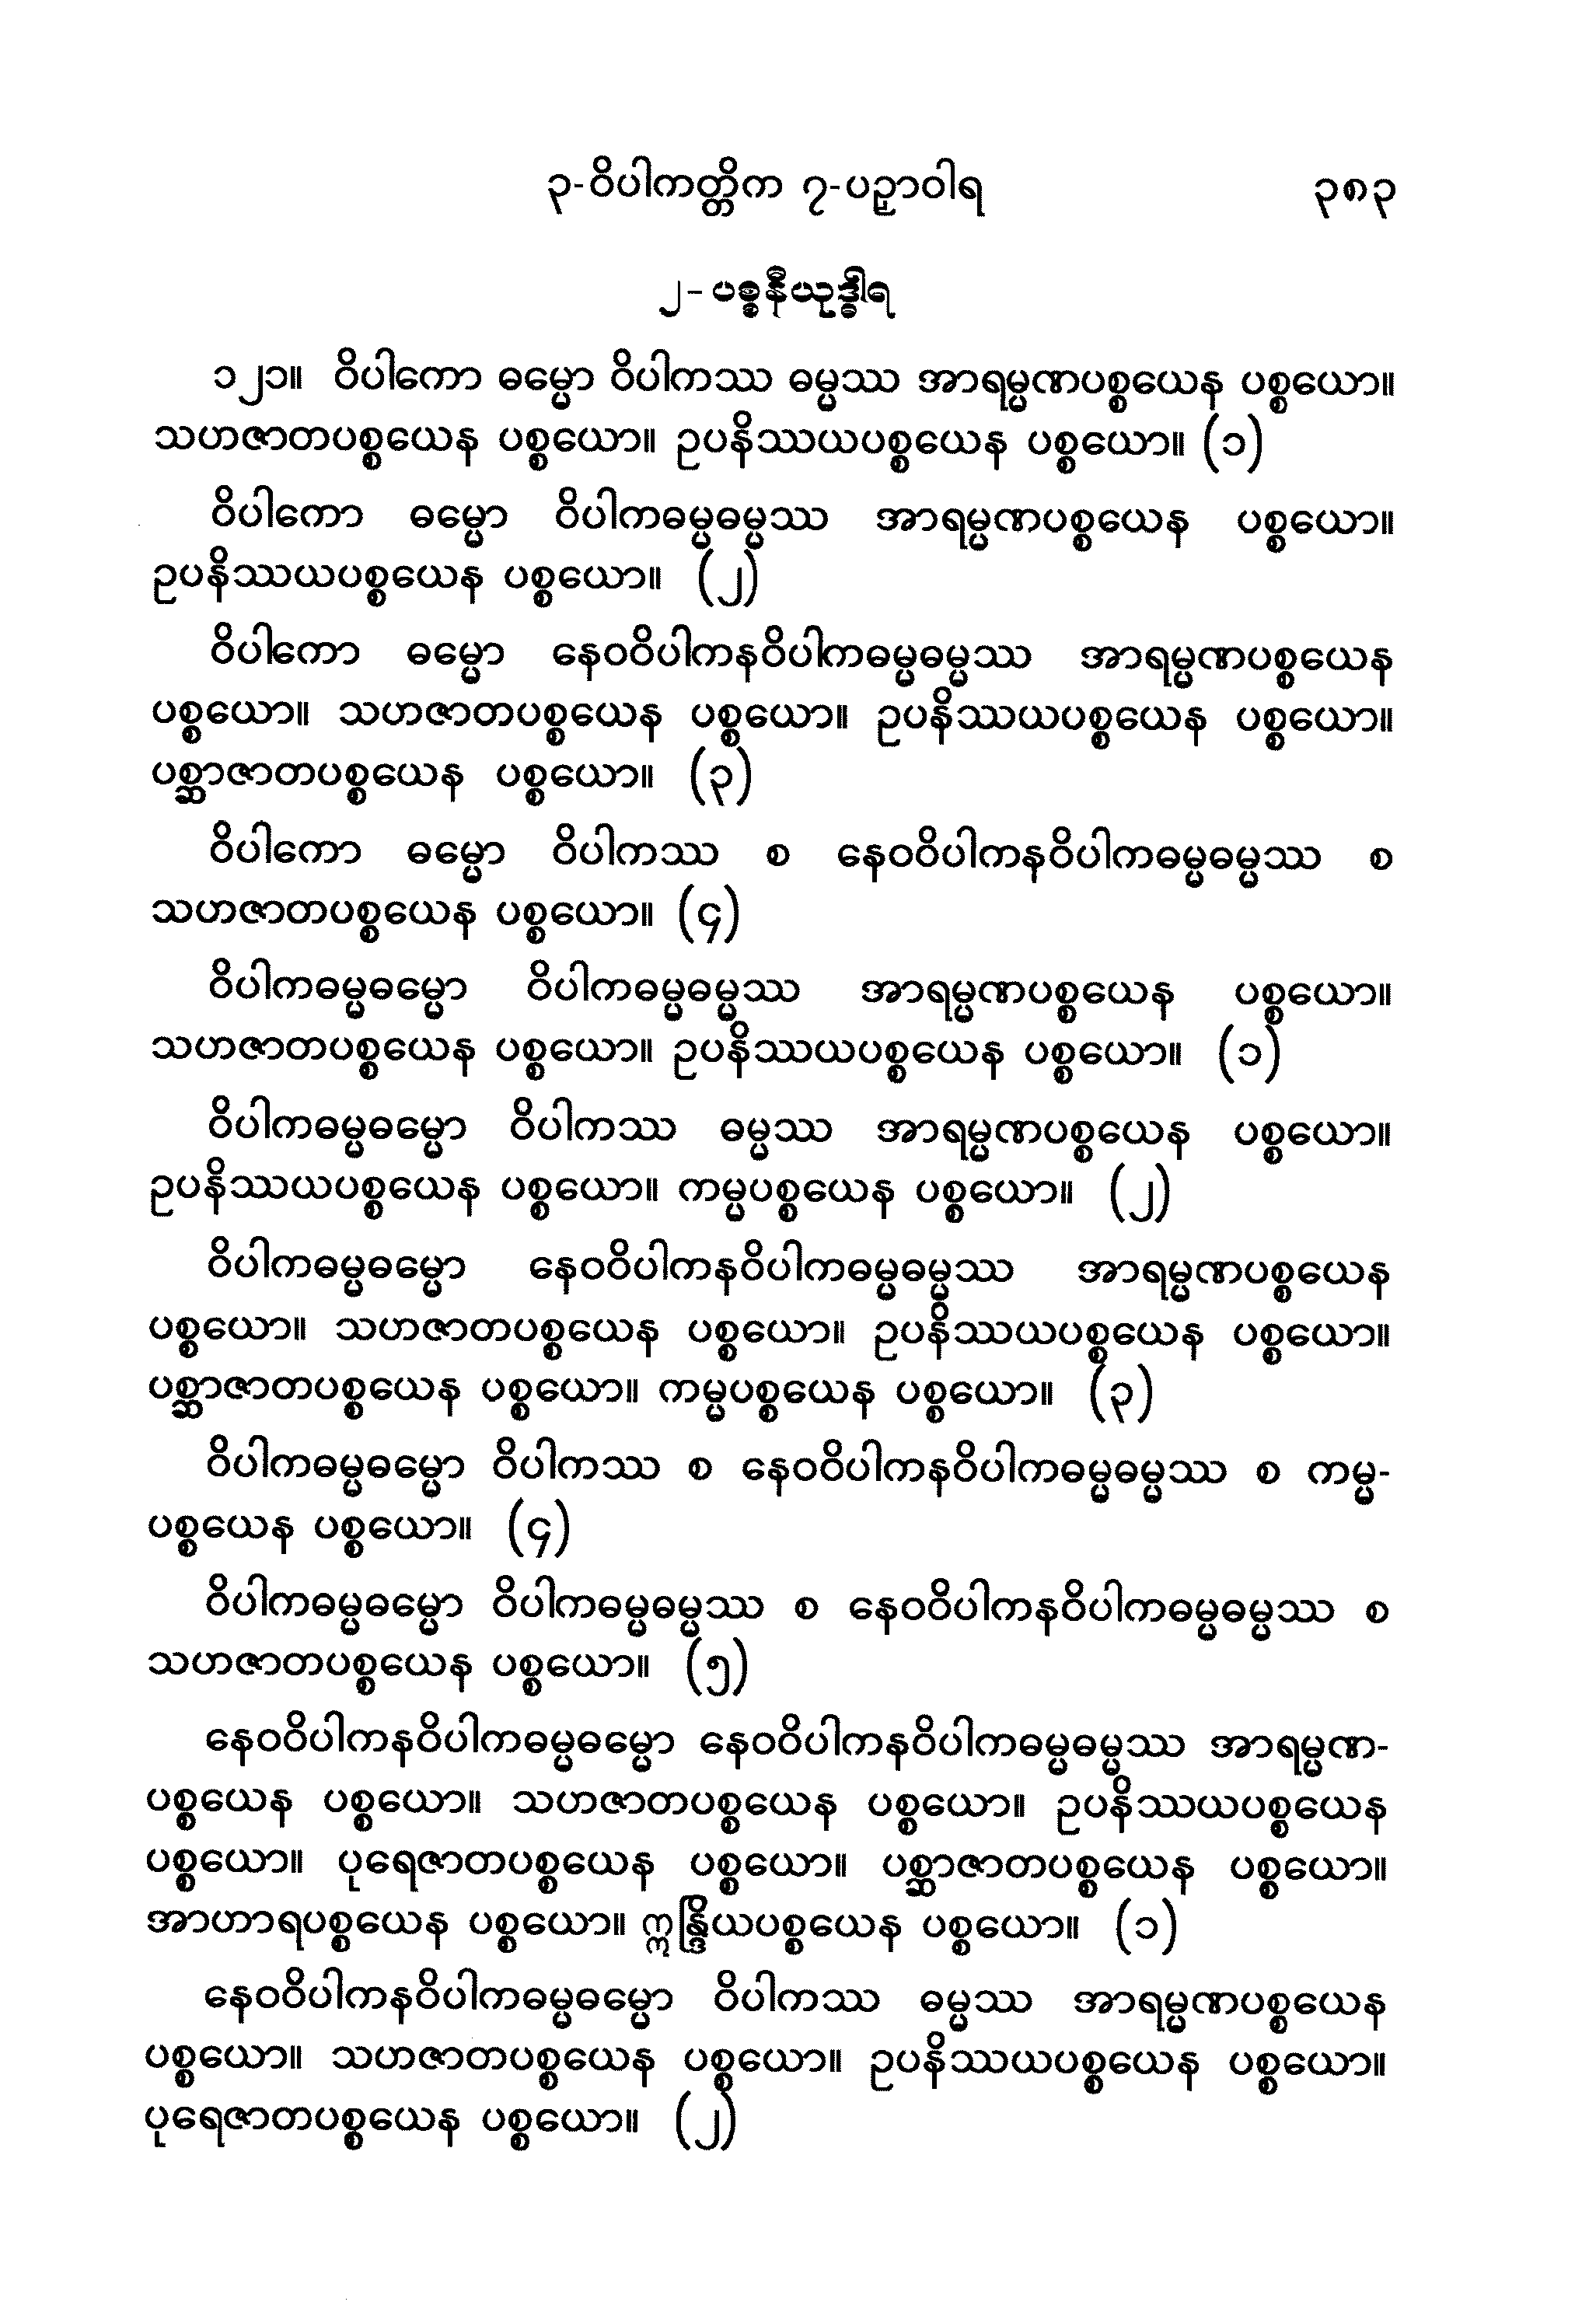 ၃-ဝိပါကတ္တိက ၇-ပဉှာဝါရ ၃၈၃
၂-ပစ္စနီယုဒ္ဓါရ
၁၂၁။ ဝိပါကော ဓမ္မော ဝိပါကဿ ဓမ္မဿ အာရမ္မဏပစ္စယေန ပစ္စယော။
သဟဇာတပစ္စယေန ပစ္စယော။ ဥပနိဿယပစ္စယေန ပစ္စယော။ (၁)
ဝိပါကော ဓမ္မော ဝိပါကဓမ္မဓမ္မဿ အာရမ္မဏပစ္စယေန ပစ္စယော။
ဥပနိဿယပစ္စယေန ပစ္စယော။ (၂)
ဝိပါကော ဓမ္မော နေဝဝိပါကနဝိပါကဓမ္မဓမ္မဿ အာရမ္မဏပစ္စယေန
ပစ္စယော။ သဟဇာတပစ္စယေန ပစ္စယော။ ဥပနိဿယပစ္စယေန ပစ္စယော။
ပစ္ဆာဇာတပစ္စယေန ပစ္စယော။ (၃)
ဝိပါကော ဓမ္မော ဝိပါကဿ စ နေဝဝိပါကနဝိပါကဓမ္မဓမ္မဿ စ
သဟဇာတပစ္စယေန ပစ္စယော။ (၄)
ဝိပါကဓမ္မဓမ္မော ဝိပါကဓမ္မဓမ္မဿ အာရမ္မဏပစ္စယေန ပစ္စယော။
သဟဇာတပစ္စယေန ပစ္စယော။ ဥပနိဿယပစ္စယေန ပစ္စယော။ (၁)
ဝိပါကဓမ္မဓမ္မော ဝိပါကဿ ဓမ္မဿ အာရမ္မဏပစ္စယေန ပစ္စယော။
ဥပနိဿယပစ္စယေန ပစ္စယော။ ကမ္မပစ္စယေန ပစ္စယော။ (၂)
ဝိပါကဓမ္မဓမ္မော နေဝဝိပါကနဝိပါကဓမ္မဓမ္မဿ အာရမ္မဏပစ္စယေန
ပစ္စယော။ သဟဇာတပစ္စယေန ပစ္စယော။ ဥပနိဿယပစ္စယေန ပစ္စယော။
ပစ္ဆာဇာတပစ္စယေန ပစ္စယော။ ကမ္မပစ္စယေန ပစ္စယော။ (၃)
ဝိပါကဓမ္မဓမ္မော ဝိပါကဿ စ နေဝဝိပါကနဝိပါကဓမ္မဓမ္မဿ စ ကမ္မ-
ပစ္စယေန ပစ္စယော။ (၄)
ဝိပါကဓမ္မဓမ္မော ဝိပါကဓမ္မဓမ္မဿ စ နေဝဝိပါကနဝိပါကဓမ္မဓမ္မဿ စ
သဟဇာတပစ္စယေန ပစ္စယော။ (၅)
နေဝဝိပါကနဝိပါကဓမ္မဓမ္မော နေဝဝိပါကနဝိပါကဓမ္မဓမ္မဿ အာရမ္မဏ-
ပစ္စယေန ပစ္စယော။ သဟဇာတပစ္စယေန ပစ္စယော။ ဥပနိဿယပစ္စယေန
ပစ္စယော။ ပုရေဇာတပစ္စယေန ပစ္စယော။ ပစ္ဆာဇာတပစ္စယေန ပစ္စယော။
အာဟာရပစ္စယေန ပစ္စယော။ ဣန္ဒြိယပစ္စယေန ပစ္စယော။ (၁)
နေဝဝိပါကနဝိပါကဓမ္မဓမ္မော ဝိပါကဿ ဓမ္မဿ အာရမ္မဏပစ္စယေန
ပစ္စယော။ သဟဇာတပစ္စယေန ပစ္စယော။ ဥပနိဿယပစ္စယေန ပစ္စယော။
ပုရေဇာတပစ္စယေန ပစ္စယော။ (၂)